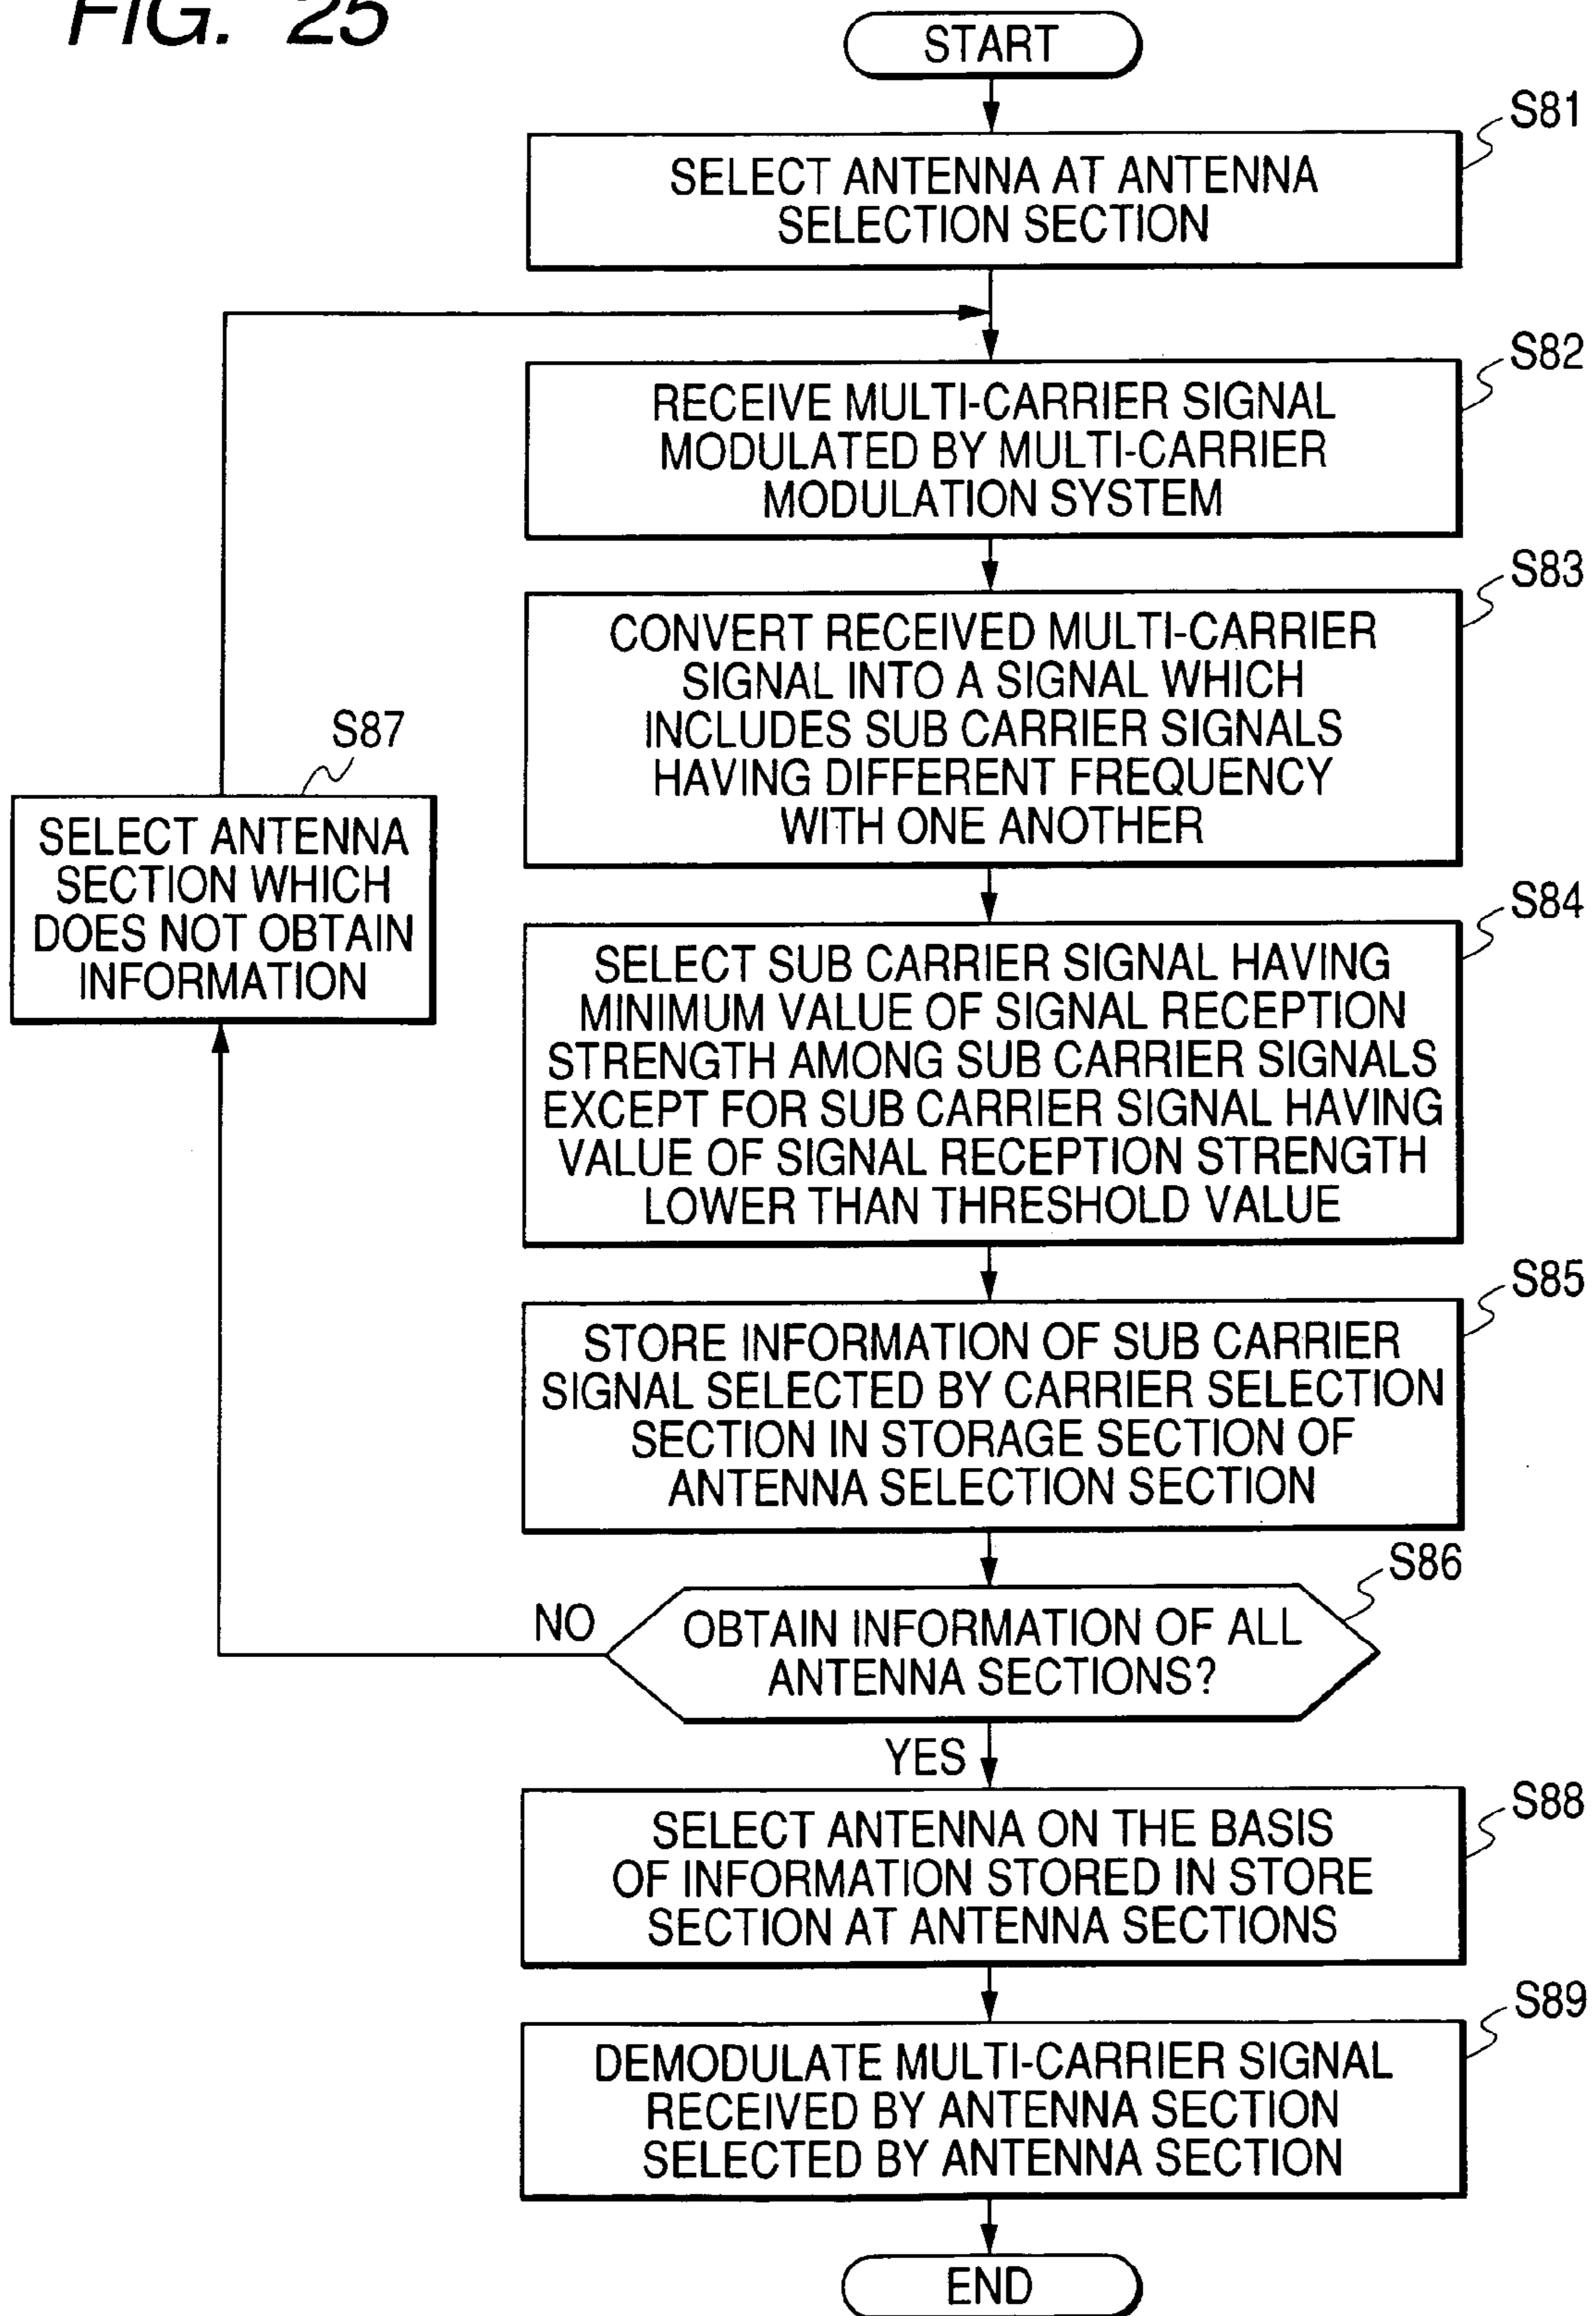 FIG. 25
START
S81
SELECT ANTENNA AT ANTENNA
SELECTION SECTION
S82
RECEIVE MULTI-CARRIER SIGNAL
MODULATED BY MULTI-CARRIER
MODULATION SYSTEM
S83
CONVERT RECEIVED MULTI-CARRIER
SIGNAL INTO A SIGNAL WHICH
INCLUDES SUB CARRIER SIGNALS
HAVING DIFFERENT FREQUENCY
WITH ONE ANOTHER
S87
SELECT ANTENNA
SECTION WHICH
DOES NOT OBTAIN
INFORMATION
S84
SELECT SUB CARRIER SIGNAL HAVING
MINIMUM VALUE OF SIGNAL RECEPTION
STRENGTH AMONG SUB CARRIER SIGNALS
EXCEPT FOR SUB CARRIER SIGNAL HAVING
VALUE OF SIGNAL RECEPTION STRENGTH
LOWER THAN THRESHOLD VALUE
S85
STORE INFORMATION OF SUB CARRIER
SIGNAL SELECTED BY CARRIER SELECTION
SECTION IN STORAGE SECTION OF
ANTENNA SELECTION SECTION
S86
NO
OBTAIN INFORMATION OF ALL
ANTENNA SECTIONS?
YES
S88
SELECT ANTENNA ON THE BASIS
OF INFORMATION STORED IN STORE
SECTION AT ANTENNA SECTIONS
S89
DEMODULATE MULTI-CARRIER SIGNAL
RECEIVED BY ANTENNA SECTION
SELECTED BY ANTENNA SECTION
END